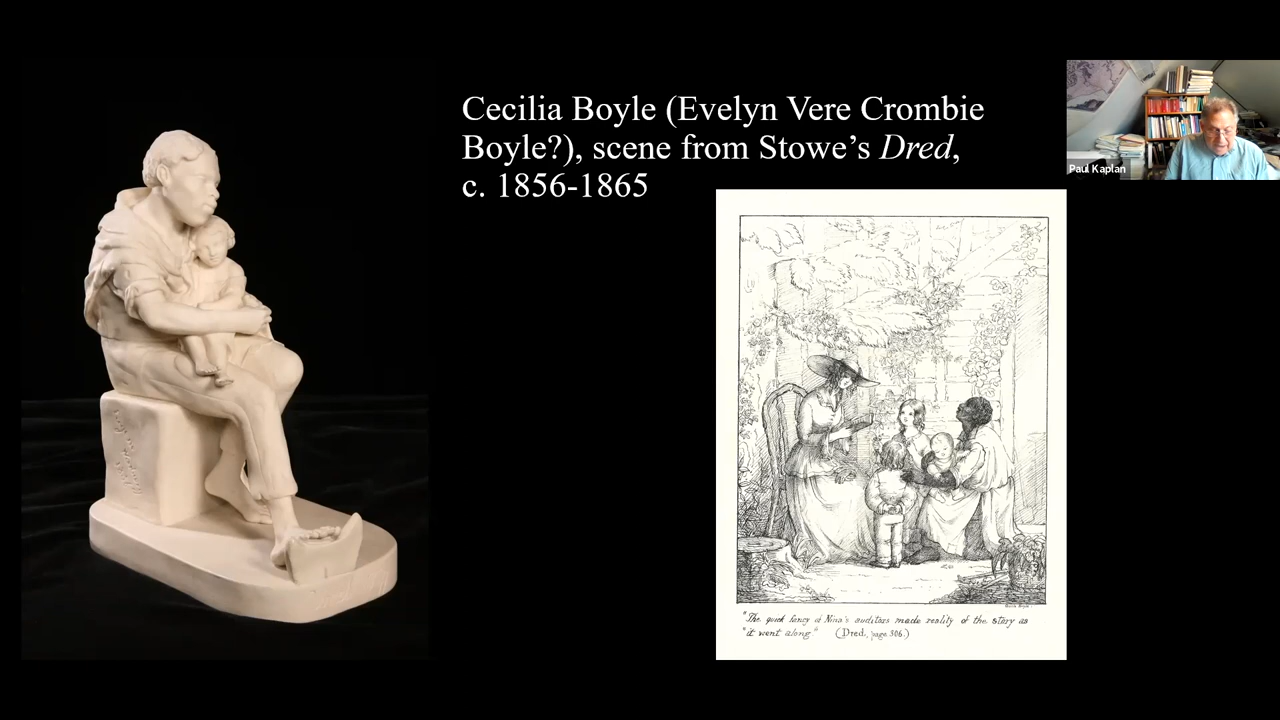 Cecilia Boyle (Evelyn Vere Crombie
Boyle?), scene from Stowe’s Dred,
c. 1856-1865
Paul Kaplan
"The quick fancy of Nina's auditors made reality of the story as
"it went along." (Dred, page 306.)